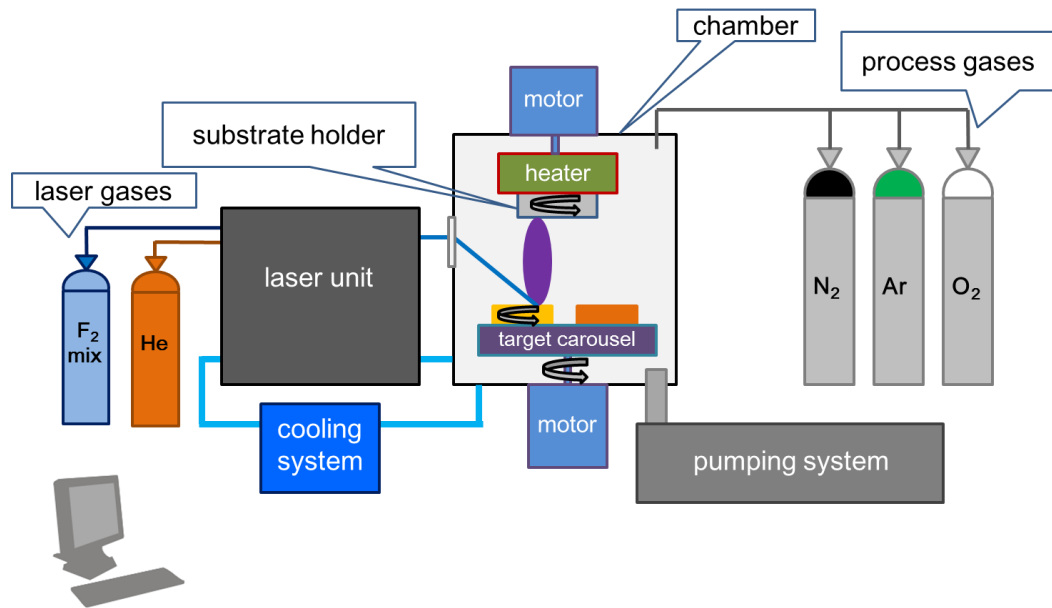 chamber
process gases
motor
substrate holder
heater
laser gases
laser unit
N₂
Ar
O₂
F₂
mix
He
target carousel
motor
cooling
system
pumping system